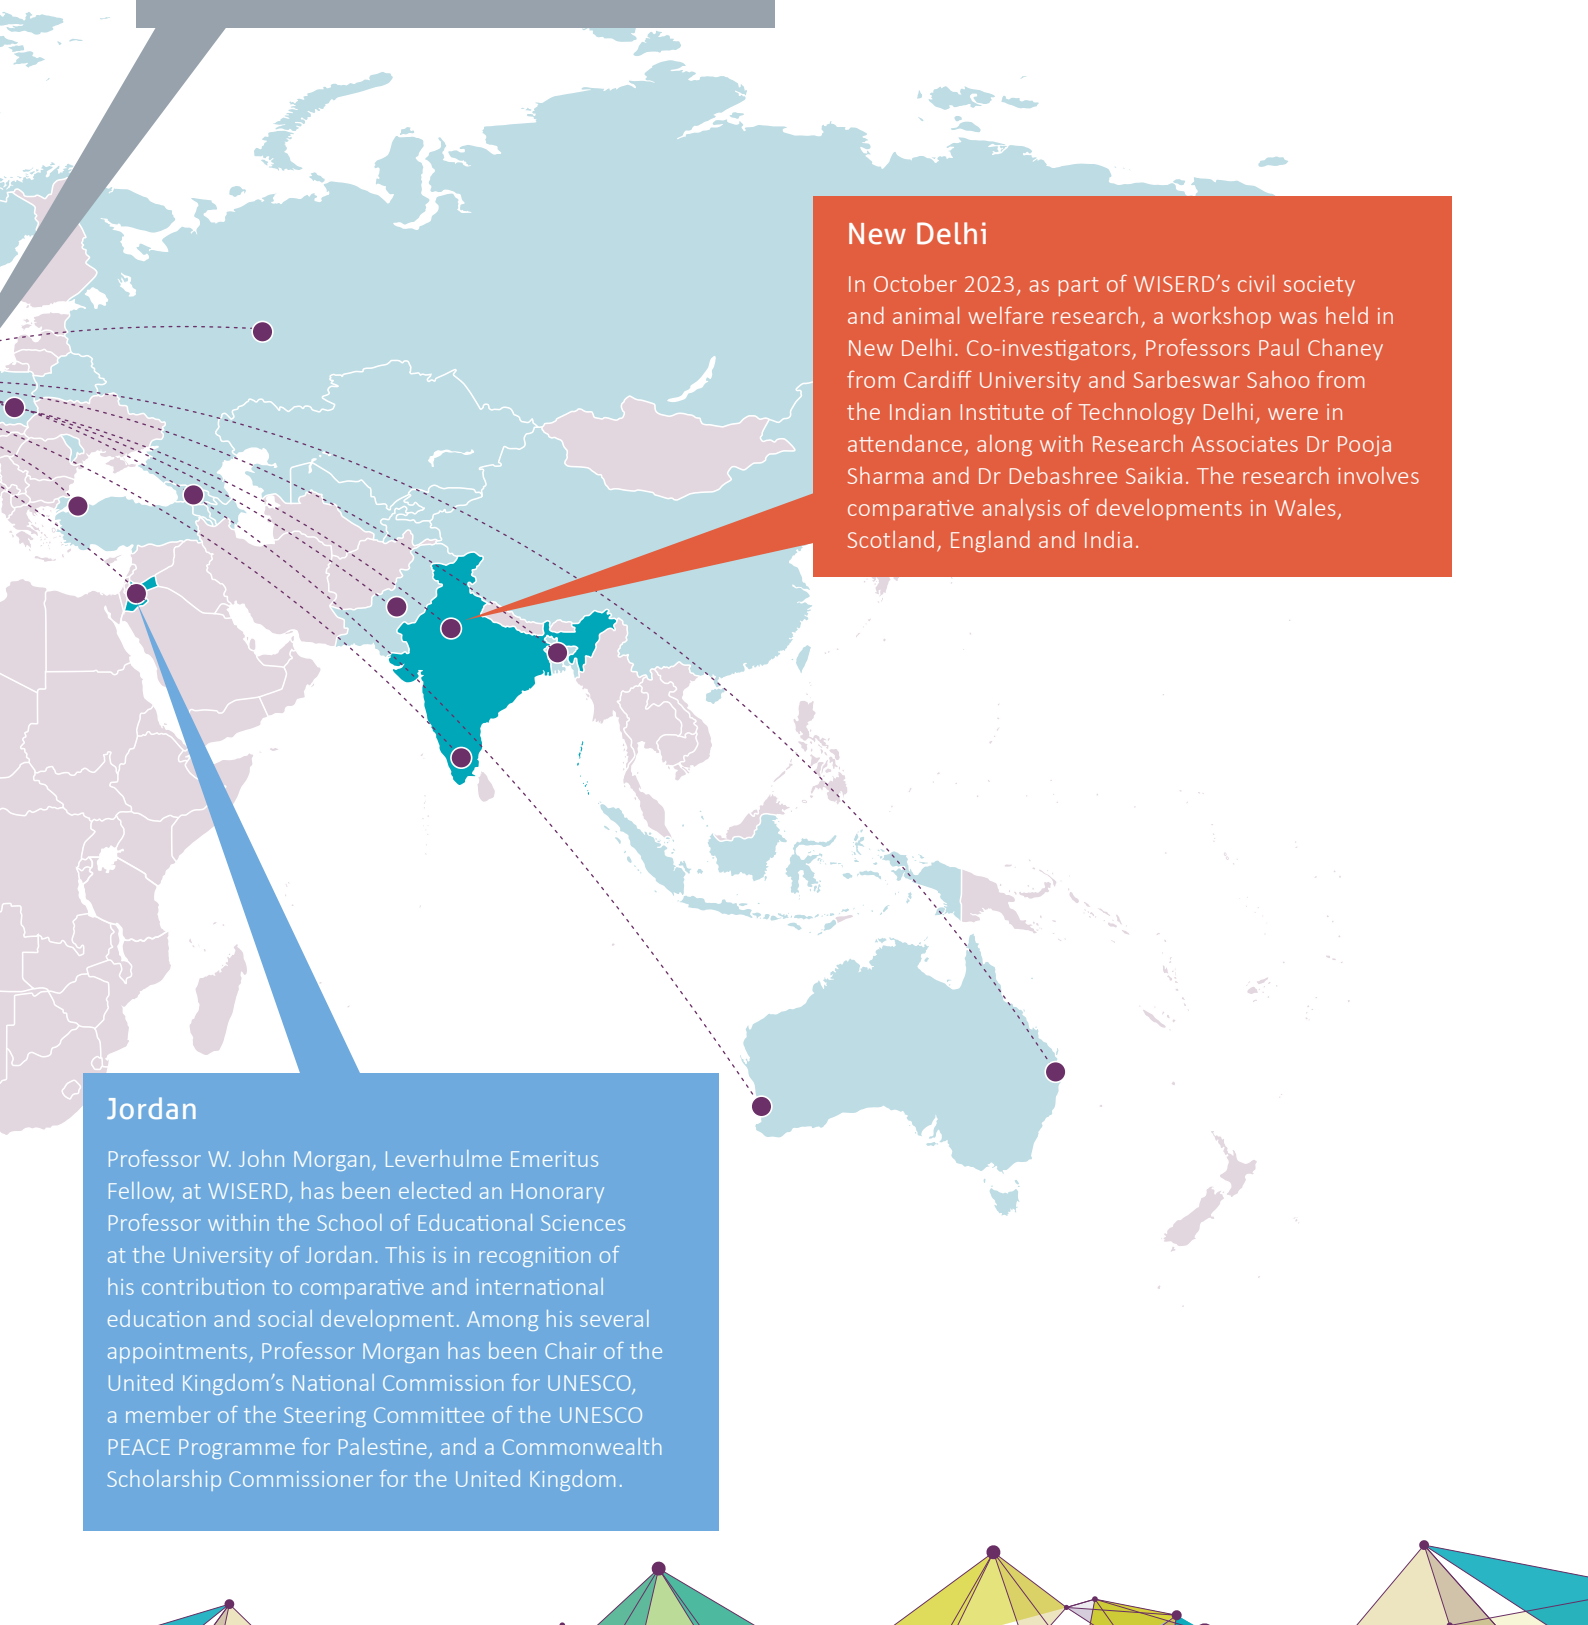 New Delhi
In October 2023, as part of WISERD’s civil society
and animal welfare research, a workshop was held in
New Delhi. Co-investigators, Professors Paul Chaney
from Cardiff University and Sarbeswar Sahoo from
the Indian Institute of Technology Delhi, were in
attendance, along with Research Associates Dr Pooja
Sharma and Dr Debashree Saikia. The research involves
comparative analysis of developments in Wales,
Scotland, England and India.
Jordan
Professor W. John Morgan, Leverhulme Emeritus
Fellow, at WISERD, has been elected an Honorary
Professor within the School of Educational Sciences
at the University of Jordan. This is in recognition of
his contribution to comparative and international
education and social development. Among his several
appointments, Professor Morgan has been Chair of the
United Kingdom’s National Commission for UNESCO,
a member of the Steering Committee of the UNESCO
PEACE Programme for Palestine, and a Commonwealth
Scholarship Commissioner for the United Kingdom.